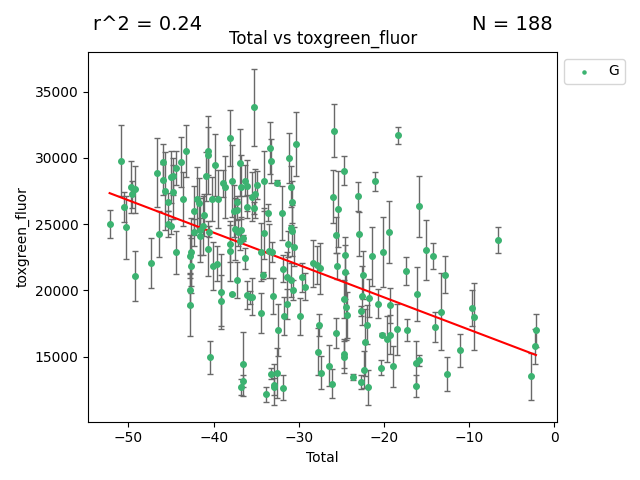 r^2 = 0.24
N = 188
Total vs toxgreen_fluor
G
toxgreen_fluor
35000
30000
25000
20000
15000
−50
−40
−30
−20
−10
0
Total